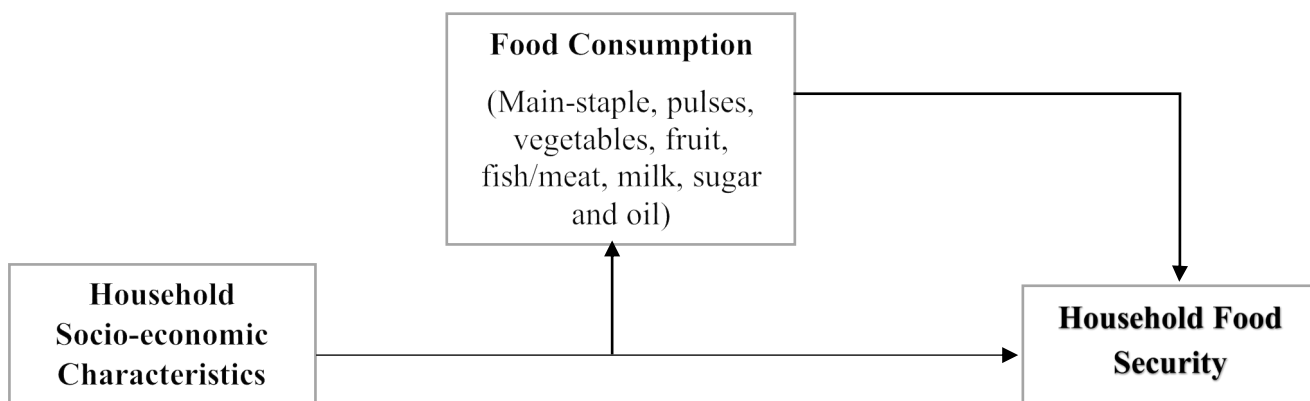 Food Consumption
(Main-staple, pulses,
vegetables, fruit,
fish/meat, milk, sugar
and oil)
Household
Socio-economic
Characteristics
Household Food
Security